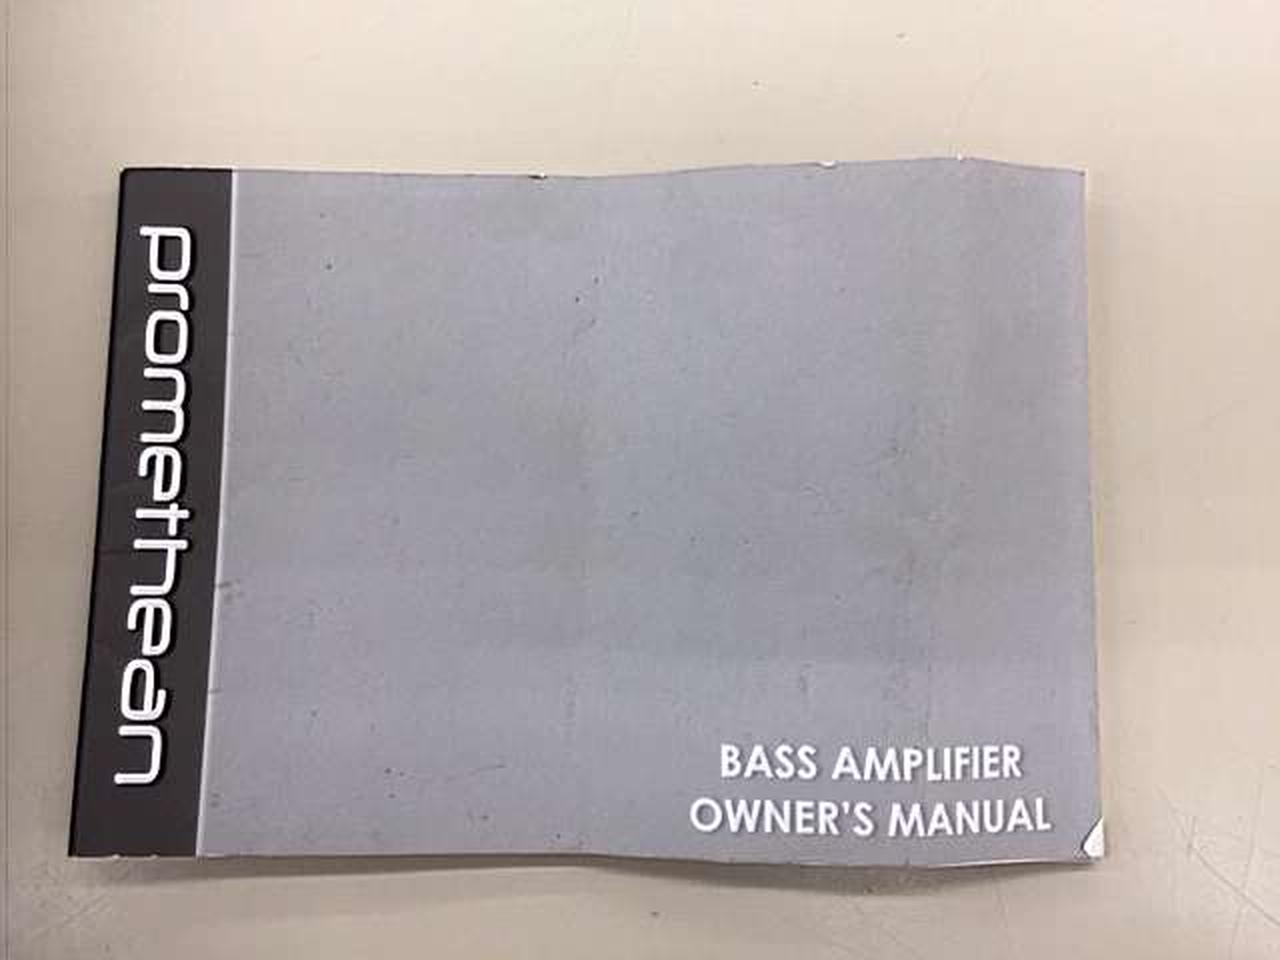 promethean
BASS AMPLIFIER
OWNER'S MANUAL